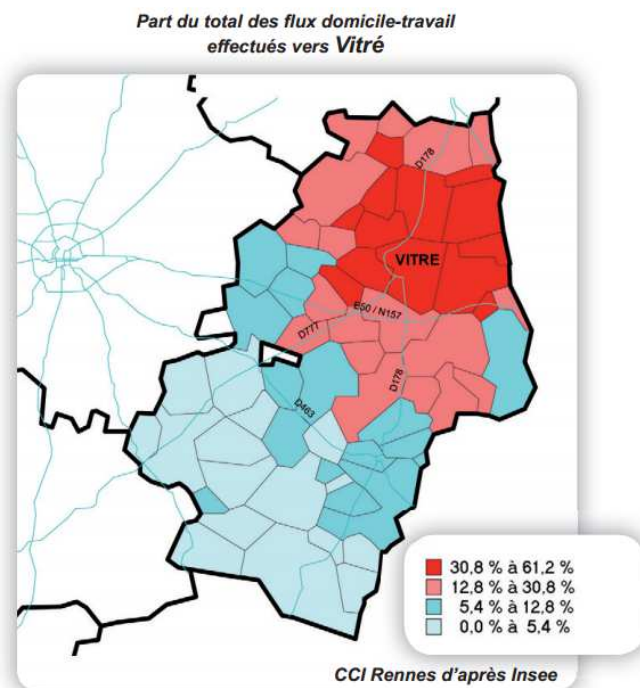 Part du total des flux domicile-travail
effectués vers Vitré
D178
VITRE
E50 / N157
D777
D178
D463
30,8 % à 61,2 %
12,8 % à 30,8 %
5,4 % à 12,8 %
0,0 % à 5,4 %
CCI Rennes d'après Insee